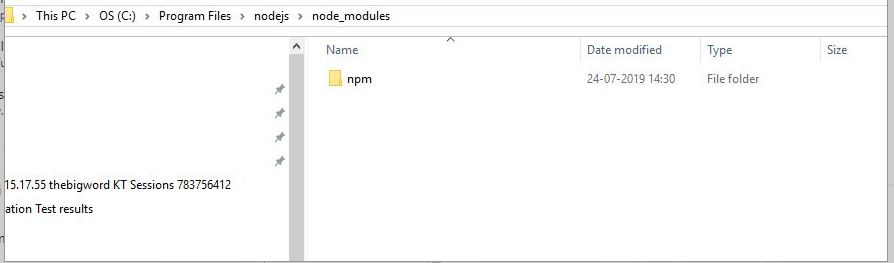 This PC > OS (C:) > Program Files > nodejs > node_modules
Name Date modified Type Size
npm 24-07-2019 14:30 File folder
15.17.55 thebigword KT Sessions 783756412
ation Test results